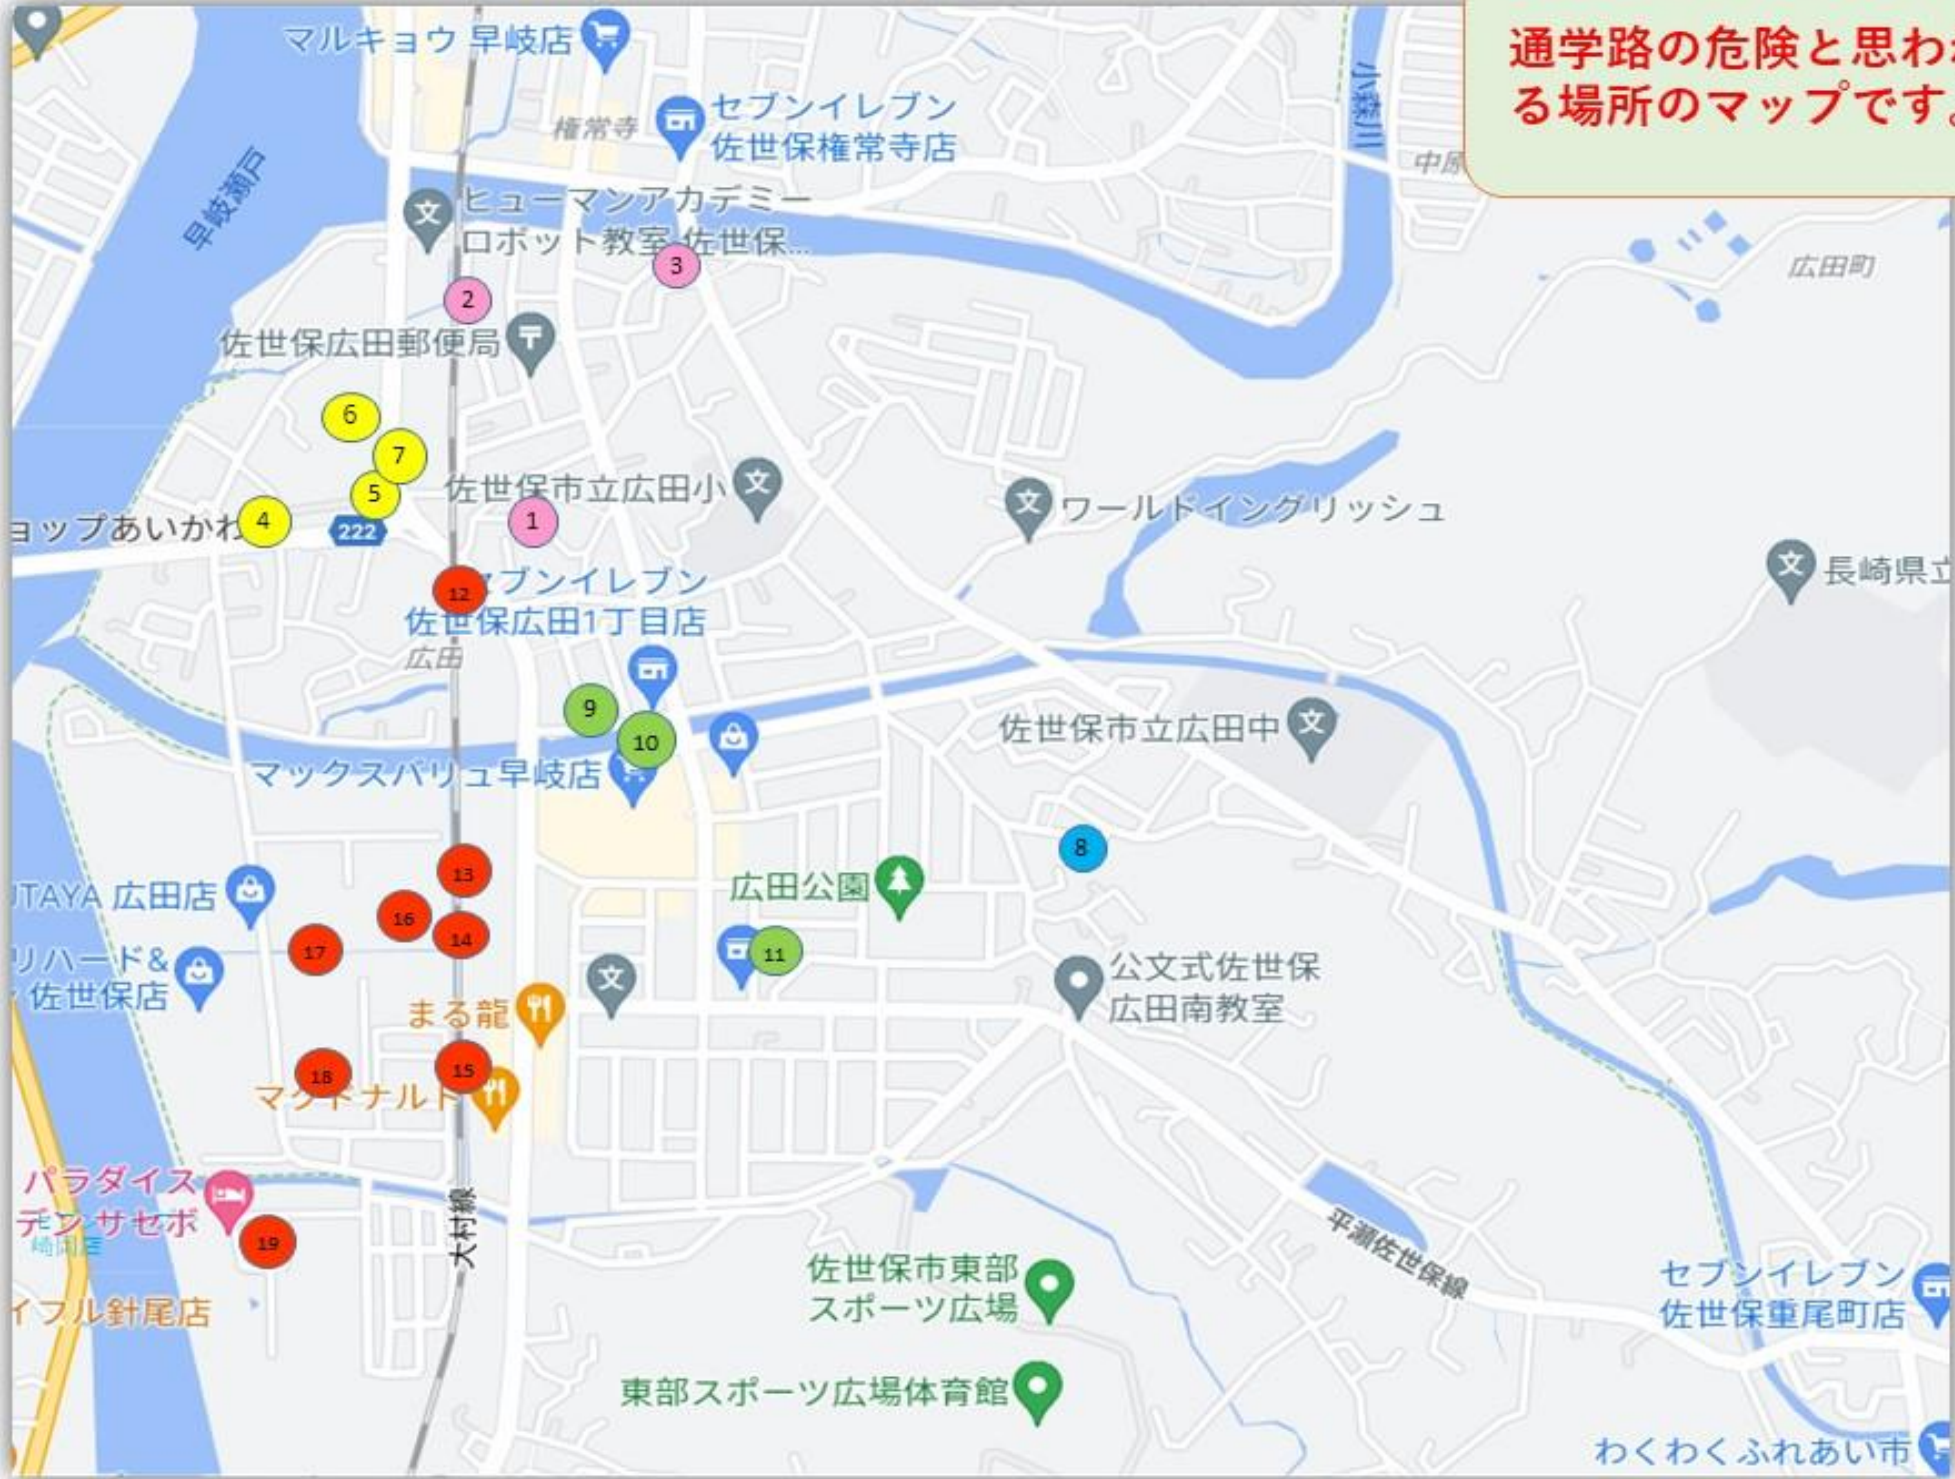 通学路の危険と思わ
る場所のマップです。
マルキョウ 早岐店
セブンイレブン
佐世保権常寺店
権常寺
小森川
中原
早岐瀬戸
ヒューマンアカデミー
ロボット教室 佐世保...
3
2
広田町
佐世保広田郵便局
6
7
5
4
佐世保市立広田小
1
ワールドイングリッシュ
ョップあいかわ
222
長崎県立
12
ブンイレブン
佐世保広田1丁目店
広田
9
10
佐世保市立広田中
マックスバリュ早岐店
8
13
TAYA 広田店
広田公園
16
14
17
11
リハード&
佐世保店
公文式佐世保
広田南教室
まる龍
15
18
マクドナルド
パラダイス
デン サセボ
19
大村線
平瀬佐世保線
佐世保市東部
スポーツ広場
セブンイレブン
佐世保重尾町店
イフル針尾店
東部スポーツ広場体育館
わくわくふれあい市